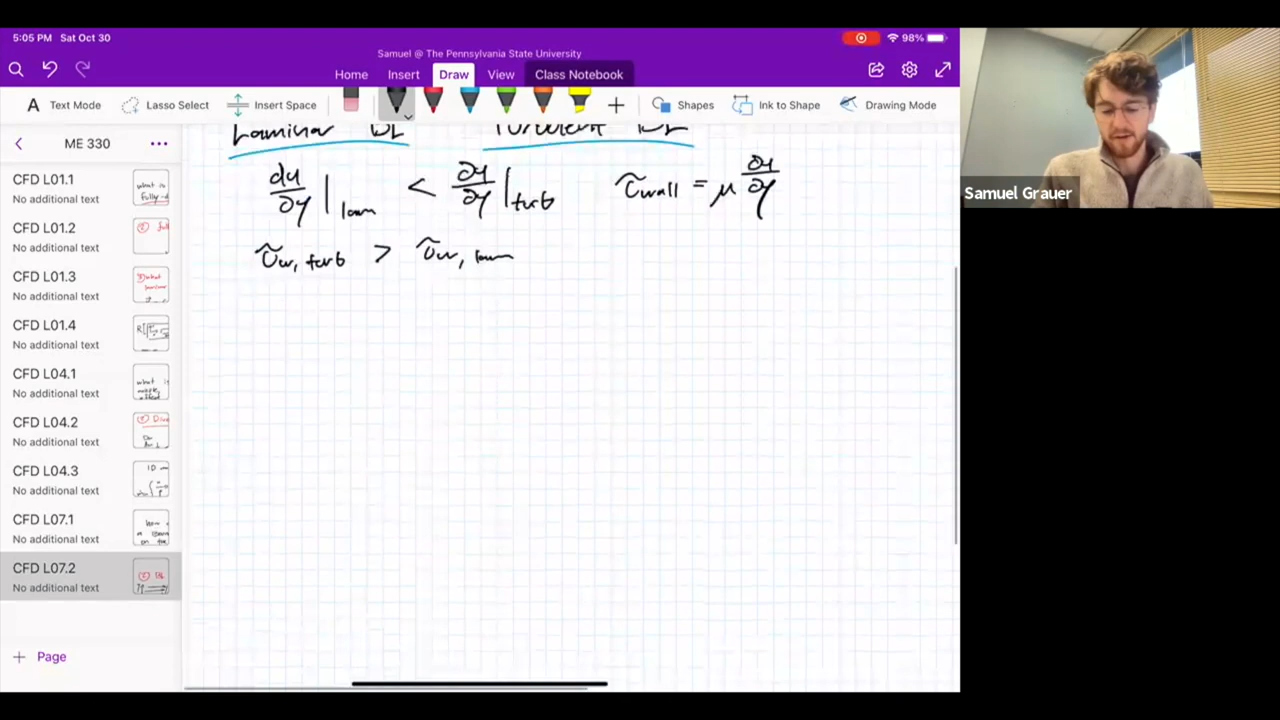 5:05 PM Sat Oct 30
98%
Samuel @ The Pennsylvania State University
Home Insert Draw View Class Notebook
A Text Mode Lasso Select Insert Space Shapes Ink to Shape Drawing Mode
ME 330
CFD L01.1
No additional text
CFD L01.2
No additional text
CFD L01.3
No additional text
CFD L01.4
No additional text
CFD L04.1
No additional text
CFD L04.2
No additional text
CFD L04.3
No additional text
CFD L07.1
No additional text
CFD L07.2
No additional text
+ Page
Laminar BL Turbulent BL
∂u/∂y|lam < ∂u/∂y|turb τwall = μ ∂u/∂y
τw, turb > τw, lam
Samuel Grauer